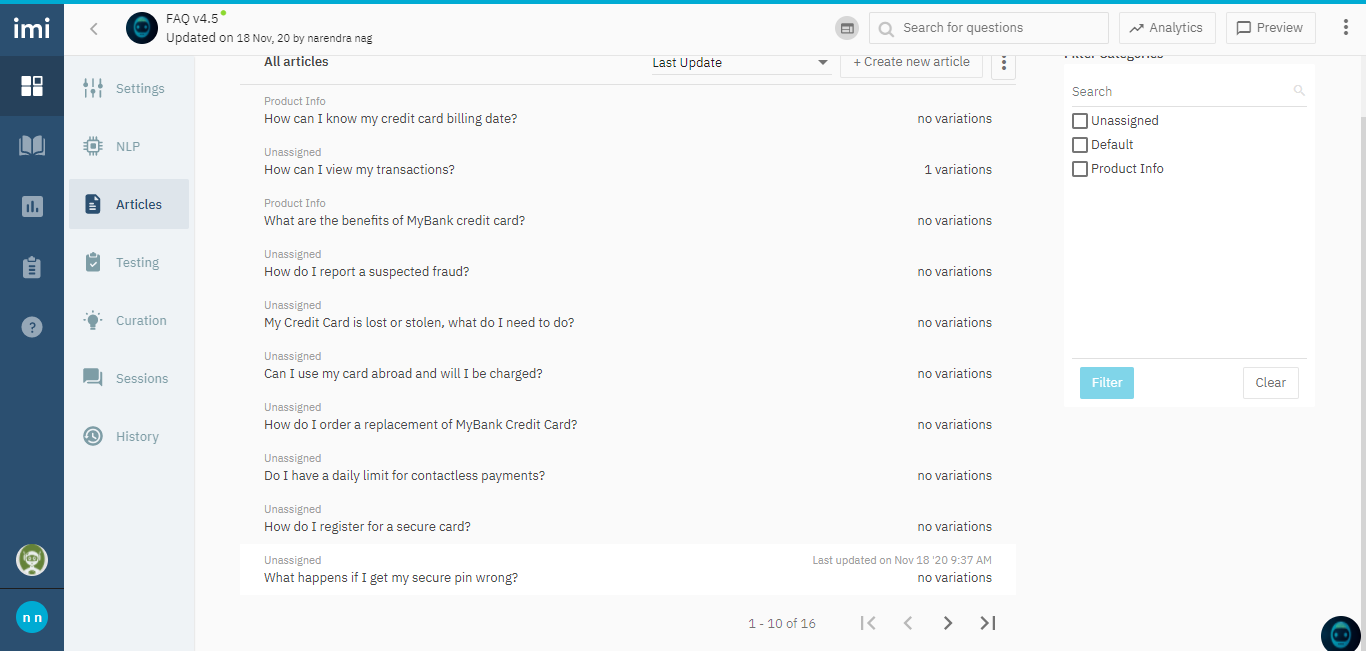 imi
FAQ v4.5
Updated on 18 Nov, 20 by narendra nag
Search for questions
Analytics
Preview
Settings
NLP
Articles
Testing
Curation
Sessions
History
n n
All articles
Last Update
+ Create new article
Product Info
How can I know my credit card billing date?
no variations
Unassigned
How can I view my transactions?
1 variations
Product Info
What are the benefits of MyBank credit card?
no variations
Unassigned
How do I report a suspected fraud?
no variations
Unassigned
My Credit Card is lost or stolen, what do I need to do?
no variations
Unassigned
Can I use my card abroad and will I be charged?
no variations
Unassigned
How do I order a replacement of MyBank Credit Card?
no variations
Unassigned
Do I have a daily limit for contactless payments?
no variations
Unassigned
How do I register for a secure card?
no variations
Unassigned
Last updated on Nov 18 '20 9:37 AM
What happens if I get my secure pin wrong?
no variations
1 - 10 of 16
Filter Categories
Search
Unassigned
Default
Product Info
Filter
Clear